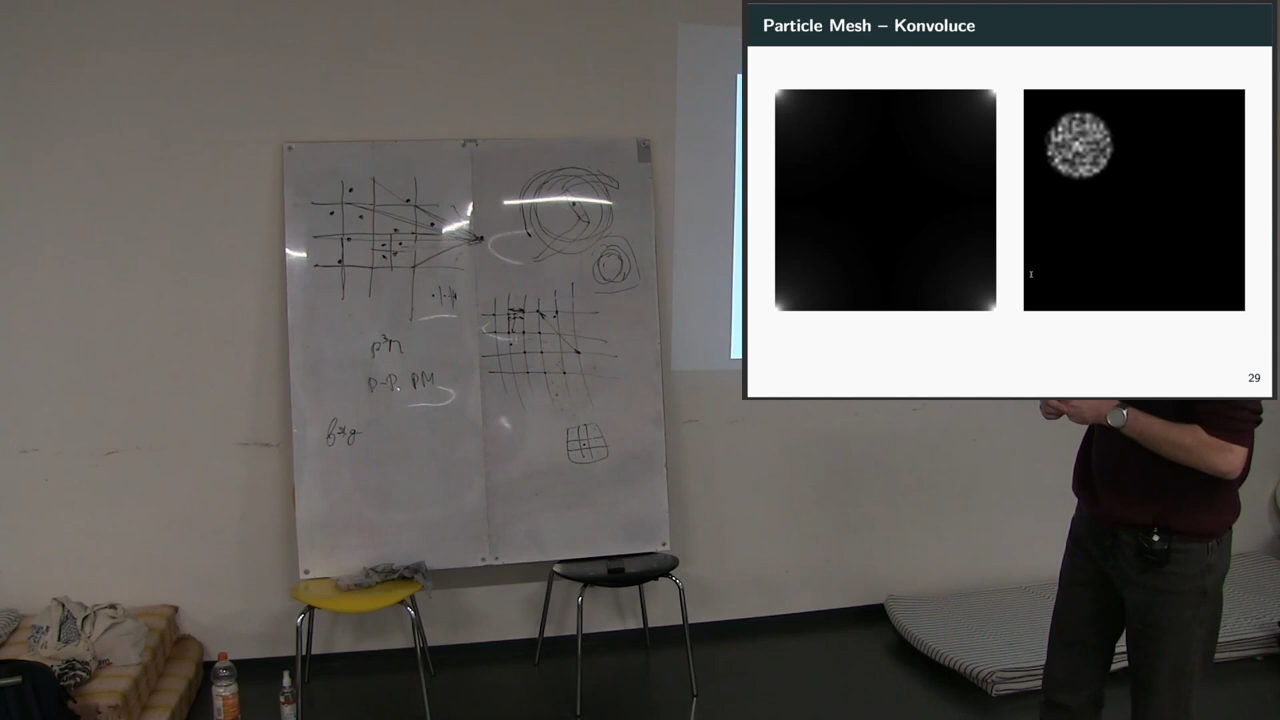 Particle Mesh – Konvoluce
29
p³m
P-P, PM
f*g